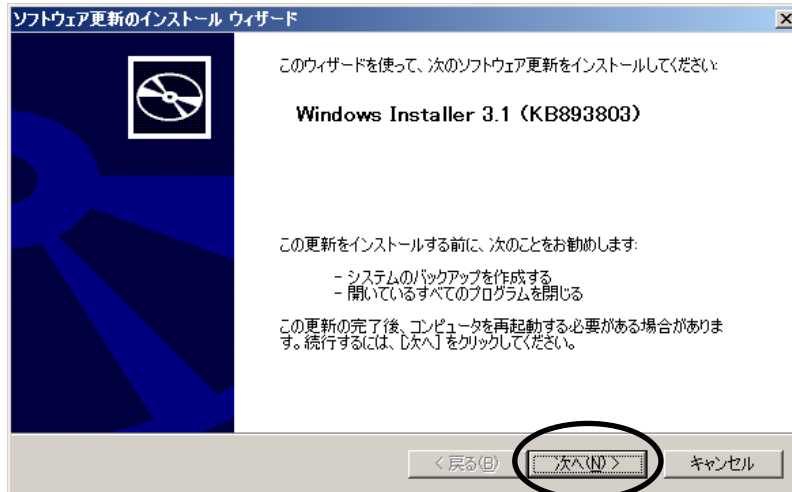 ソフトウェア更新のインストール ウィザード
このウィザードを使って、次のソフトウェア更新をインストールしてください:
Windows Installer 3.1 (KB893803)
この更新をインストールする前に、次のことをお勧めします:
- システムのバックアップを作成する
- 開いているすべてのプログラムを閉じる
この更新の完了後、コンピュータを再起動する必要がある場合がありま
す。続行するには、[次へ] をクリックしてください。
< 戻る(B) 次へ(N) > キャンセル